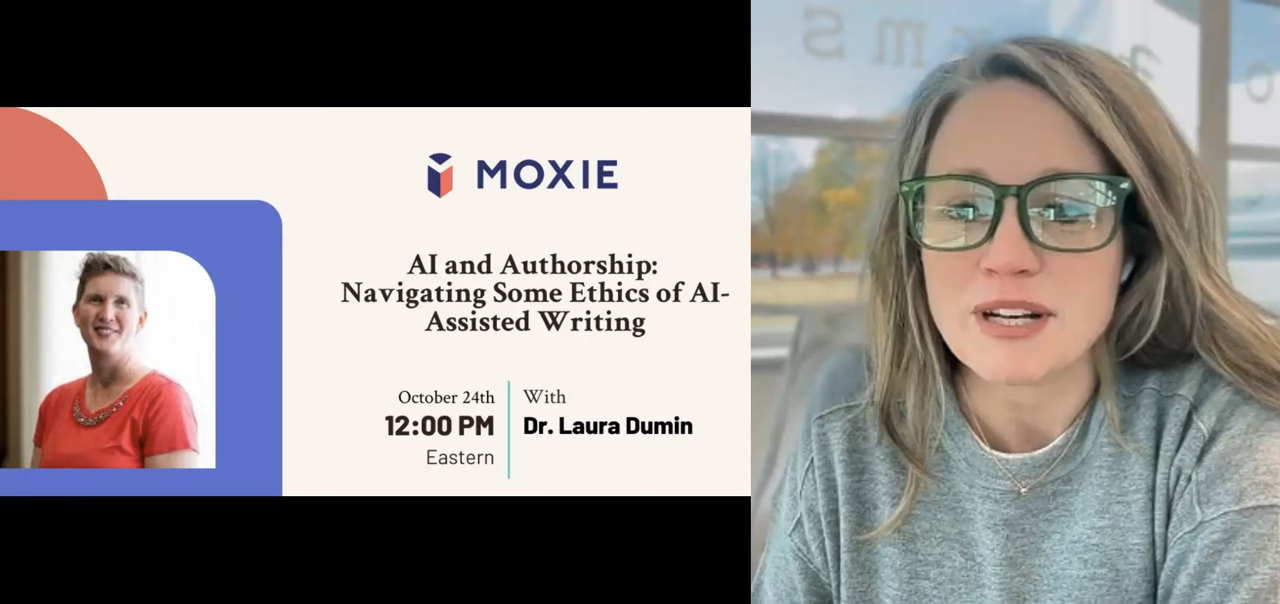 MOXIE
AI and Authorship:
Navigating Some Ethics of AI-
Assisted Writing
October 24th
12:00 PM
Eastern
With
Dr. Laura Dumin